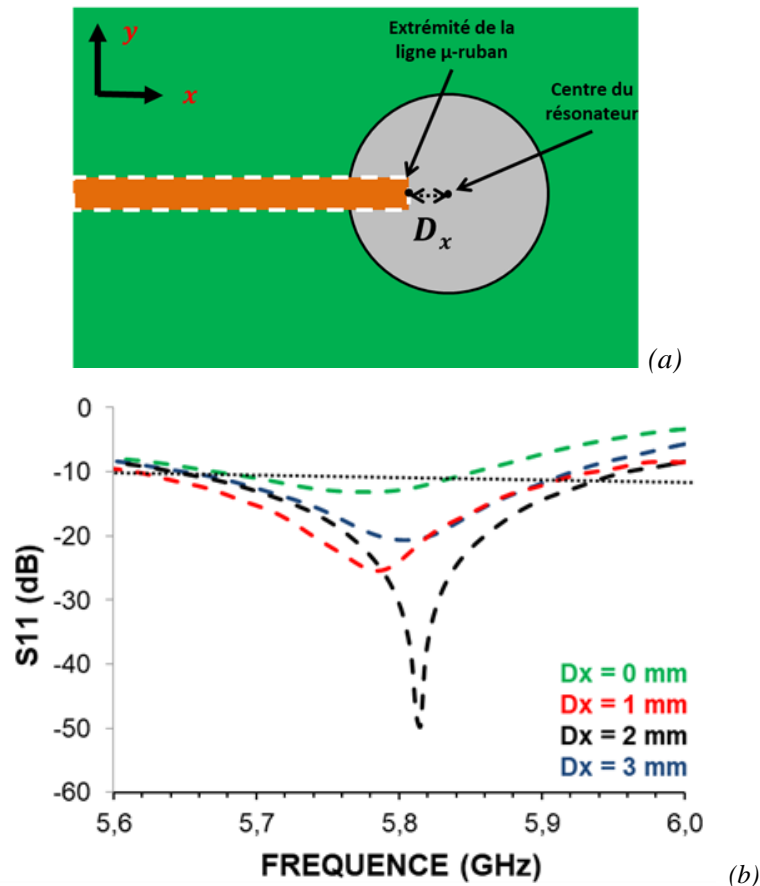 y
x
Extrémité de la
ligne μ-ruban
Centre du
résonateur
D x
(a)
0
-10
-20
-30
-40
-50
-60
S11 (dB)
Dx = 0 mm
Dx = 1 mm
Dx = 2 mm
Dx = 3 mm
5,6 5,7 5,8 5,9 6,0
FREQUENCE (GHz)
(b)